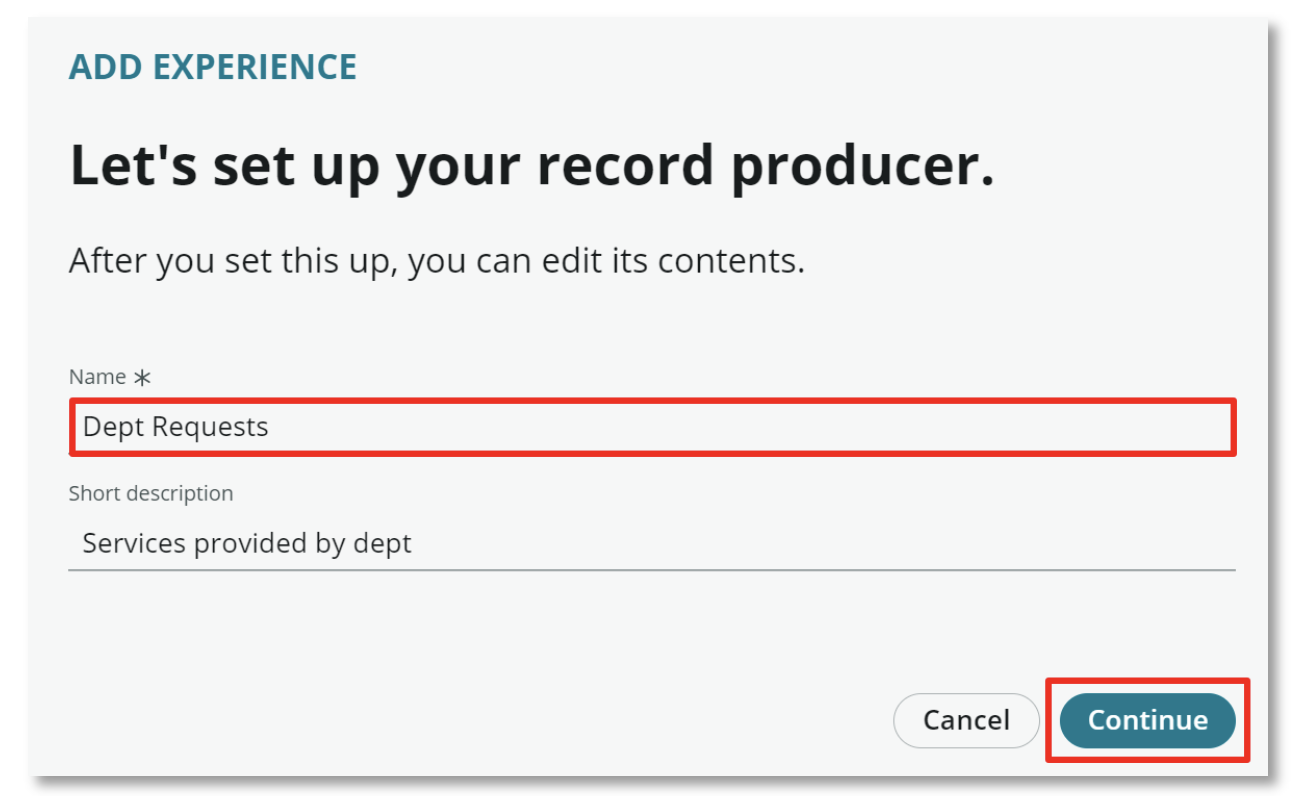 ADD EXPERIENCE
Let's set up your record producer.
After you set this up, you can edit its contents.
Name *
Dept Requests
Short description
Services provided by dept
Cancel
Continue